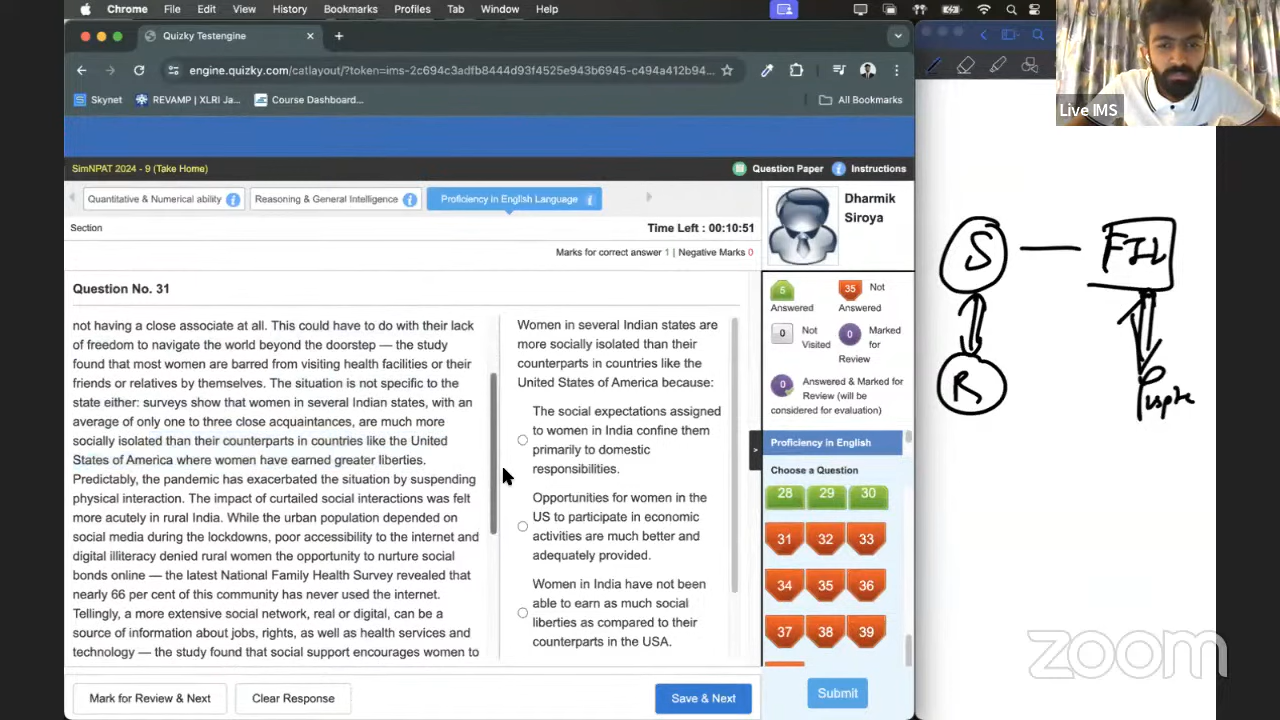 Chrome File Edit View History Bookmarks Profiles Tab Window Help
Quizky Testengine
engine.quizky.com/catlayout/?token=ims-2c694c3adfb8444d93f4525e943b6945-c494a412b94...
Skynet REVAMP | XLRI Ja... Course Dashboard... All Bookmarks
Live IMS
SimNPAT 2024 - 9 (Take Home)
Question Paper Instructions
Quantitative & Numerical ability Reasoning & General Intelligence Proficiency in English Language
Dharmik
Siroya
Section
Time Left : 00:10:51
Marks for correct answer 1 | Negative Marks 0
Question No. 31
not having a close associate at all. This could have to do with their lack
of freedom to navigate the world beyond the doorstep — the study
found that most women are barred from visiting health facilities or their
friends or relatives by themselves. The situation is not specific to the
state either: surveys show that women in several Indian states, with an
average of only one to three close acquaintances, are much more
socially isolated than their counterparts in countries like the United
States of America where women have earned greater liberties.
Predictably, the pandemic has exacerbated the situation by suspending
physical interaction. The impact of curtailed social interactions was felt
more acutely in rural India. While the urban population depended on
social media during the lockdowns, poor accessibility to the internet and
digital illiteracy denied rural women the opportunity to nurture social
bonds online — the latest National Family Health Survey revealed that
nearly 66 per cent of this community has never used the internet.
Tellingly, a more extensive social network, real or digital, can be a
source of information about jobs, rights, as well as health services and
technology — the study found that social support encourages women to
Women in several Indian states are
more socially isolated than their
counterparts in countries like the
United States of America because:
The social expectations assigned
to women in India confine them
primarily to domestic
responsibilities.
Opportunities for women in the
US to participate in economic
activities are much better and
adequately provided.
Women in India have not been
able to earn as much social
liberties as compared to their
counterparts in the USA.
5 Answered
35 Not Answered
0 Not Visited
0 Marked for Review
0 Answered & Marked for Review (will be considered for evaluation)
Proficiency in English
Choose a Question
28 29 30
31 32 33
34 35 36
37 38 39
Mark for Review & Next Clear Response Save & Next Submit
S — FIL
R
zoom